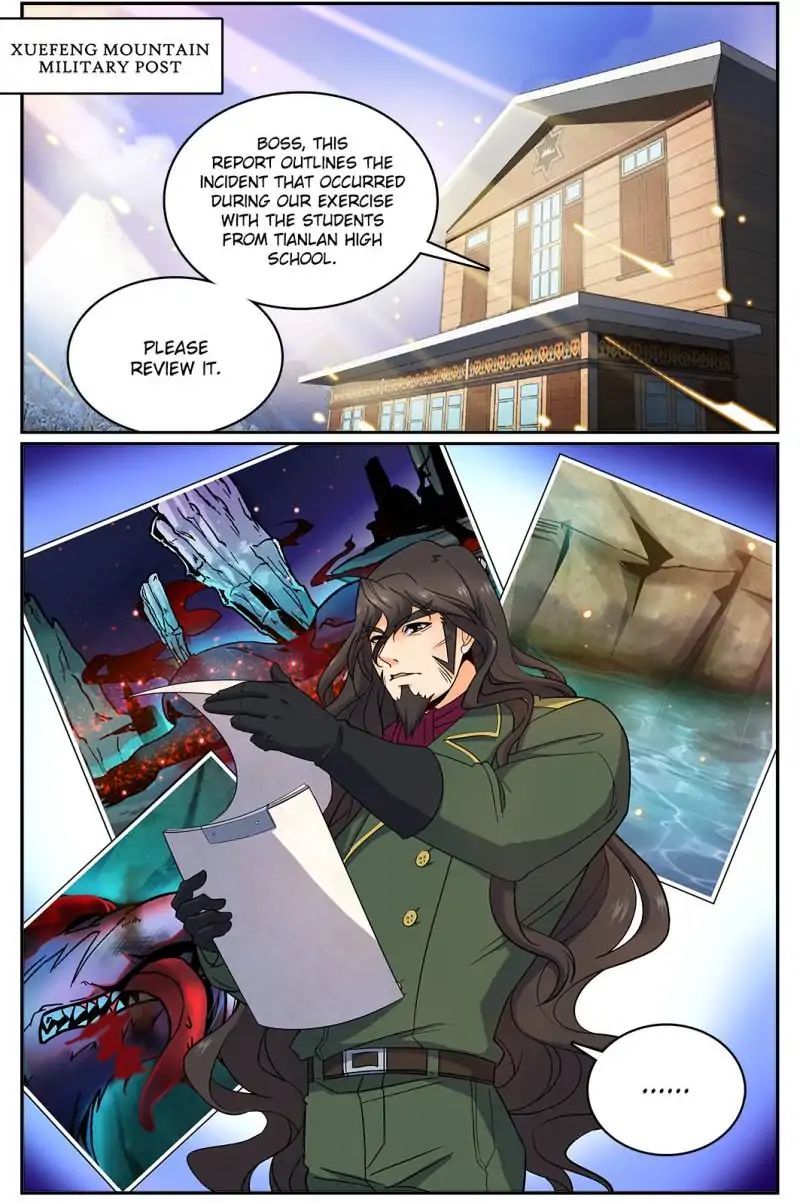 XUEFENG MOUNTAIN
MILITARY POST
BOSS, THIS
REPORT OUTLINES THE
INCIDENT THAT OCCURRED
DURING OUR EXERCISE
WITH THE STUDENTS
FROM TIANLAN HIGH
SCHOOL.
PLEASE
REVIEW IT.
......